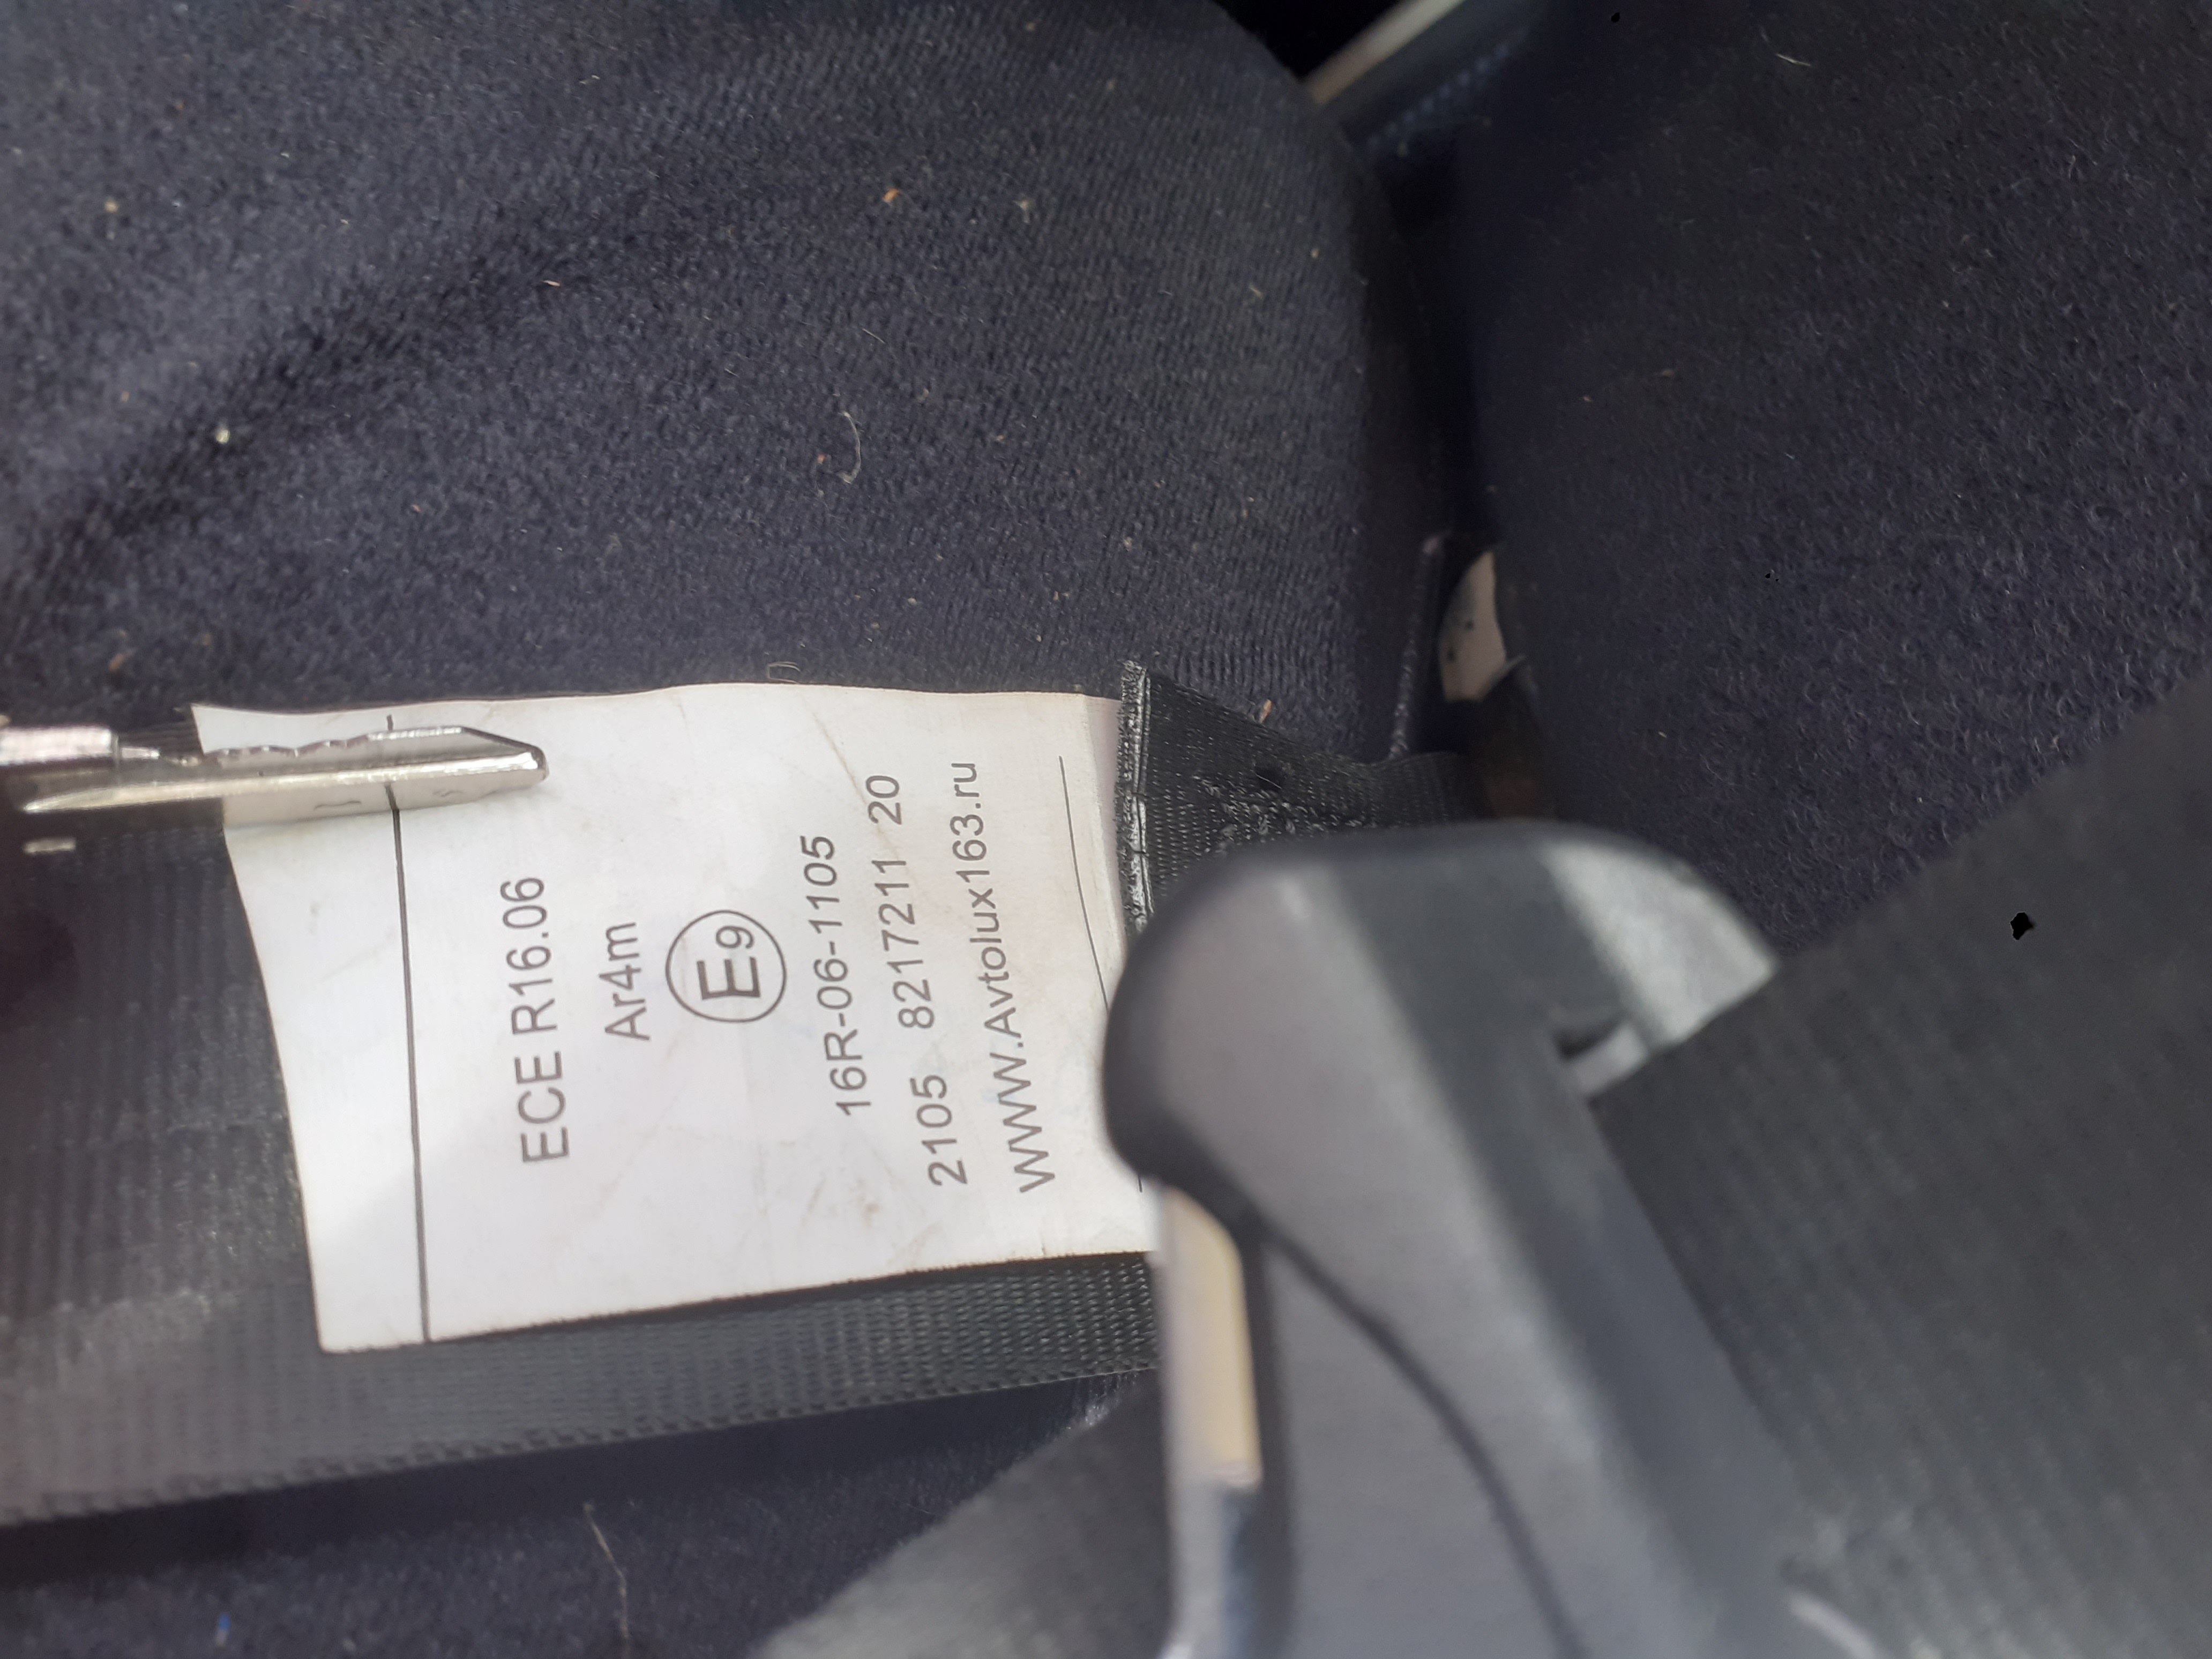 ECE R16.06
Ar4m
E9
16R-06-1105
2105 8217211 20
www.Avtolux163.ru